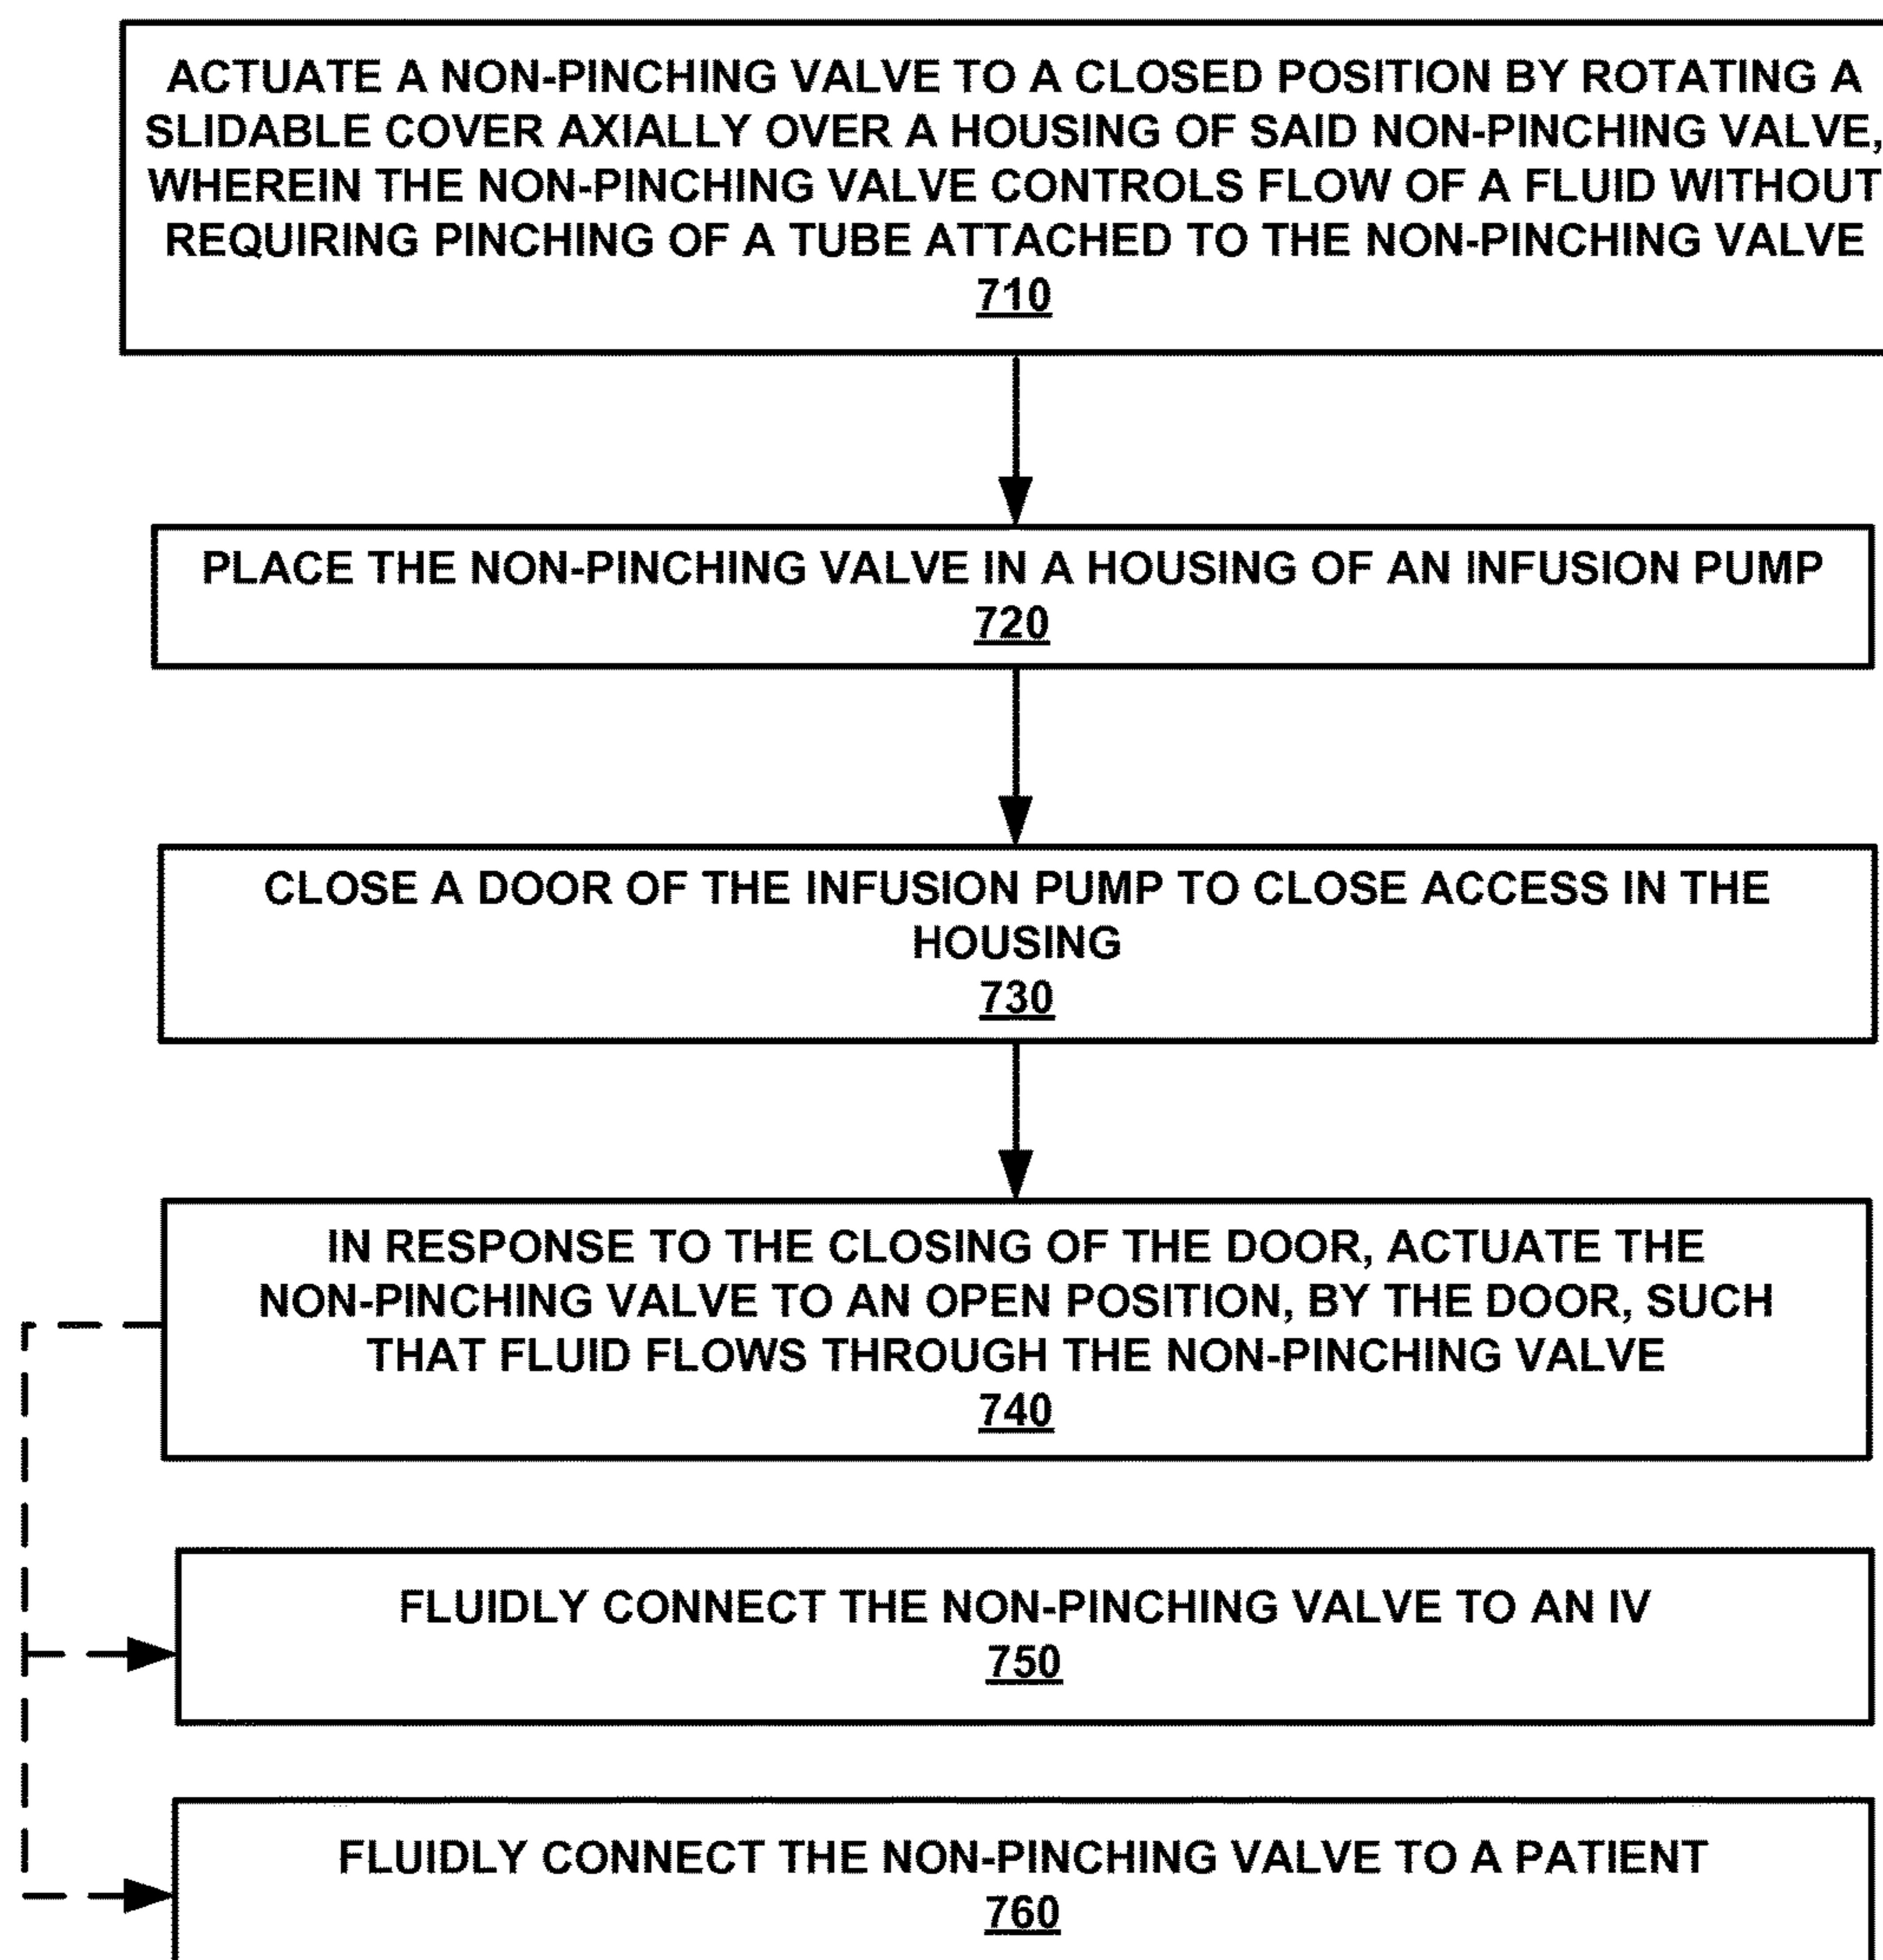 ACTUATE A NON-PINCHING VALVE TO A CLOSED POSITION BY ROTATING A
SLIDABLE COVER AXIALLY OVER A HOUSING OF SAID NON-PINCHING VALVE,
WHEREIN THE NON-PINCHING VALVE CONTROLS FLOW OF A FLUID WITHOUT
REQUIRING PINCHING OF A TUBE ATTACHED TO THE NON-PINCHING VALVE
710
PLACE THE NON-PINCHING VALVE IN A HOUSING OF AN INFUSION PUMP
720
CLOSE A DOOR OF THE INFUSION PUMP TO CLOSE ACCESS IN THE
HOUSING
730
IN RESPONSE TO THE CLOSING OF THE DOOR, ACTUATE THE
NON-PINCHING VALVE TO AN OPEN POSITION, BY THE DOOR, SUCH
THAT FLUID FLOWS THROUGH THE NON-PINCHING VALVE
740
FLUIDLY CONNECT THE NON-PINCHING VALVE TO AN IV
750
FLUIDLY CONNECT THE NON-PINCHING VALVE TO A PATIENT
760